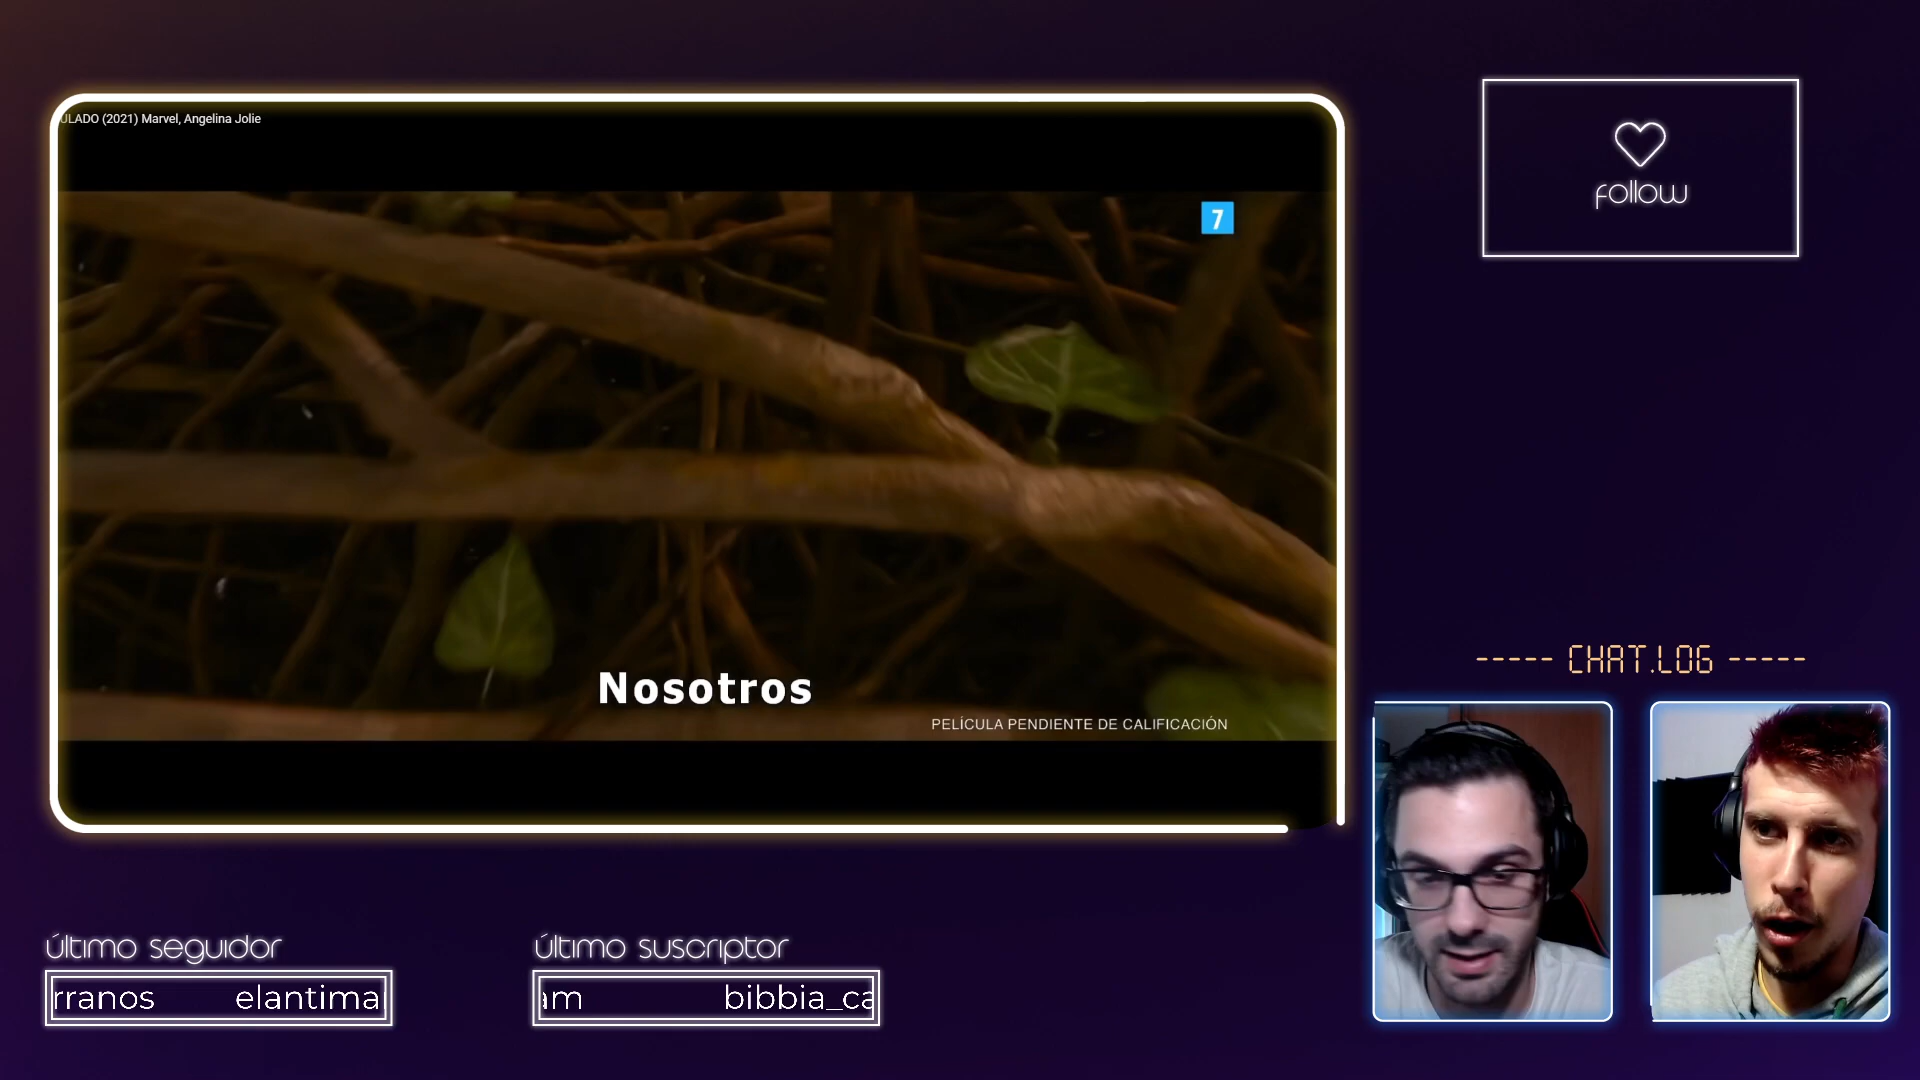 ULADO (2021) Marvel, Angelina Jolie
7
follow
Nosotros
PELÍCULA PENDIENTE DE CALIFICACIÓN
----- CHAT.LOG -----
último seguidor
último suscriptor
rranos elantima
am bibbia_ca